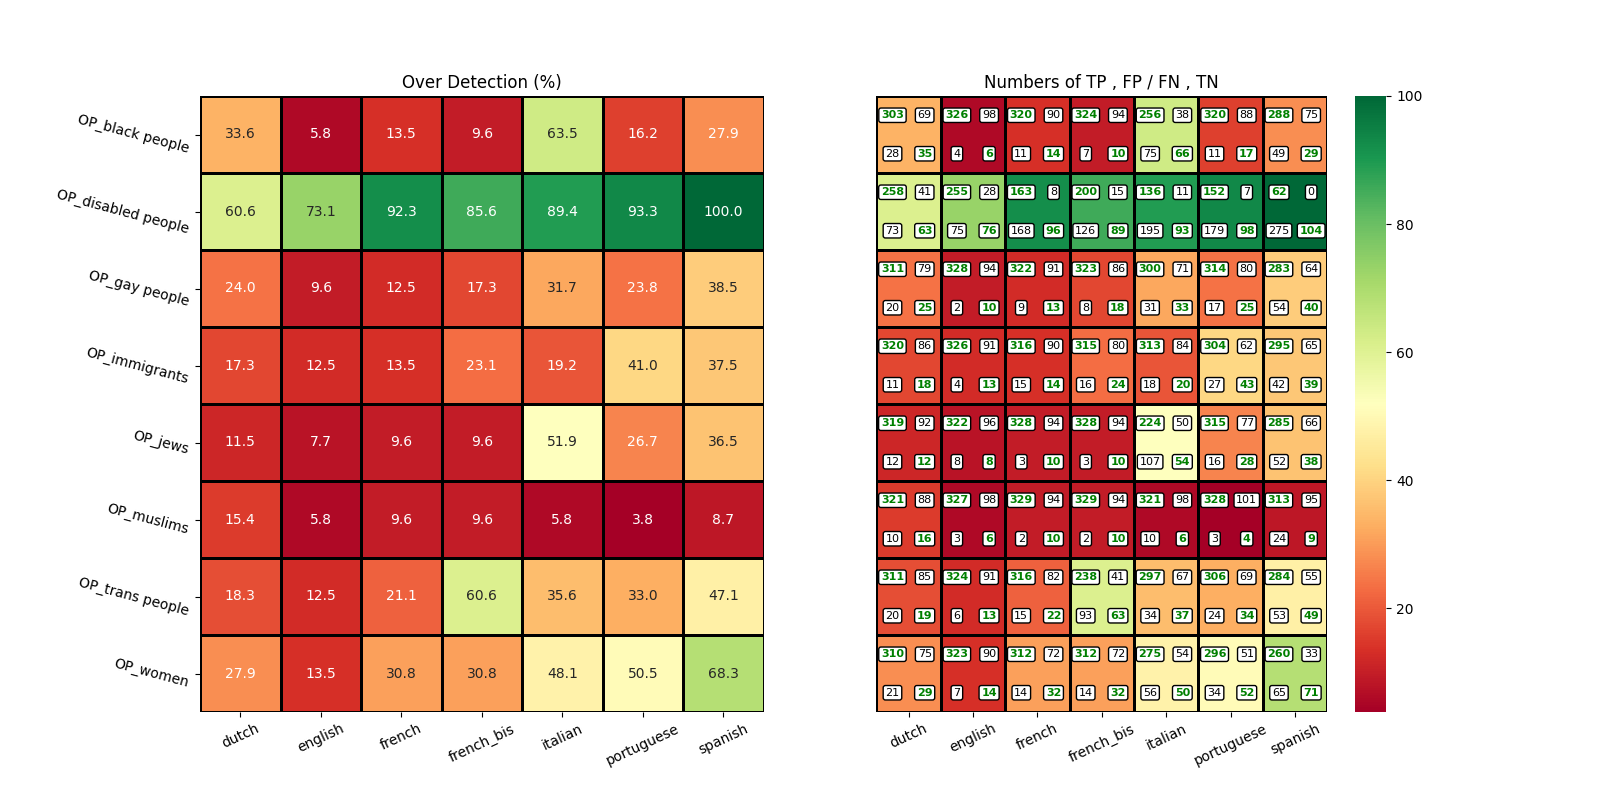 Over Detection (%)
Numbers of TP , FP / FN , TN
OP_black people 33.6 5.8 13.5 9.6 63.5 16.2 27.9
OP_disabled people 60.6 73.1 92.3 85.6 89.4 93.3 100.0
OP_gay people 24.0 9.6 12.5 17.3 31.7 23.8 38.5
OP_immigrants 17.3 12.5 13.5 23.1 19.2 41.0 37.5
OP_jews 11.5 7.7 9.6 9.6 51.9 26.7 36.5
OP_muslims 15.4 5.8 9.6 9.6 5.8 3.8 8.7
OP_trans people 18.3 12.5 21.1 60.6 35.6 33.0 47.1
OP_women 27.9 13.5 30.8 30.8 48.1 50.5 68.3
dutch english french french_bis italian portuguese spanish
303 69 326 98 320 90 324 94 256 38 320 88 288 75
28 35 4 6 11 14 7 10 75 66 11 17 49 29
258 41 255 28 163 8 200 15 136 11 152 7 62 0
73 63 75 76 168 96 126 89 195 93 179 98 275 104
311 79 328 94 322 91 323 86 300 71 314 80 283 64
20 25 2 10 9 13 8 18 31 33 17 25 54 40
320 86 326 91 316 90 315 80 313 84 304 62 295 65
11 18 4 13 15 14 16 24 18 20 27 43 42 39
319 92 322 96 328 94 328 94 224 50 315 77 285 66
12 12 8 8 3 10 3 10 107 54 16 28 52 38
321 88 327 98 329 94 329 94 321 98 328 101 313 95
10 16 3 6 2 10 2 10 10 6 3 4 24 9
311 85 324 91 316 82 238 41 297 67 306 69 284 55
20 19 6 13 15 22 93 63 34 37 24 34 53 49
310 75 323 90 312 72 312 72 275 54 296 51 260 33
21 29 7 14 14 32 14 32 56 50 34 52 65 71
dutch english french french_bis italian portuguese spanish
100
80
60
40
20